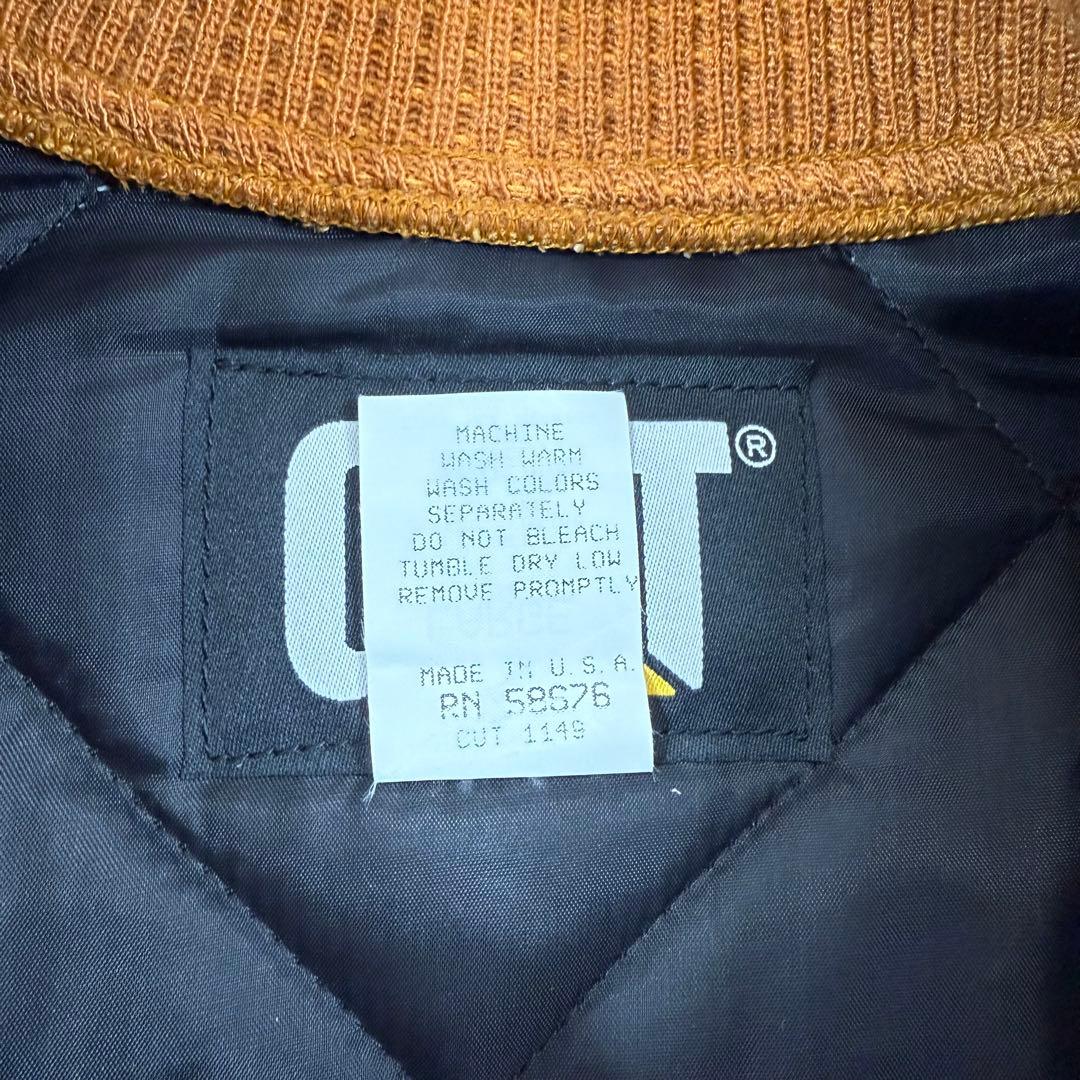 C T ®
MACHINE
WASH WARM
WASH COLORS
SEPARATELY
DO NOT BLEACH
TUMBLE DRY LOW
REMOVE PROMPTLY
MADE IN U.S.A.
RN 58576
CUT 1149